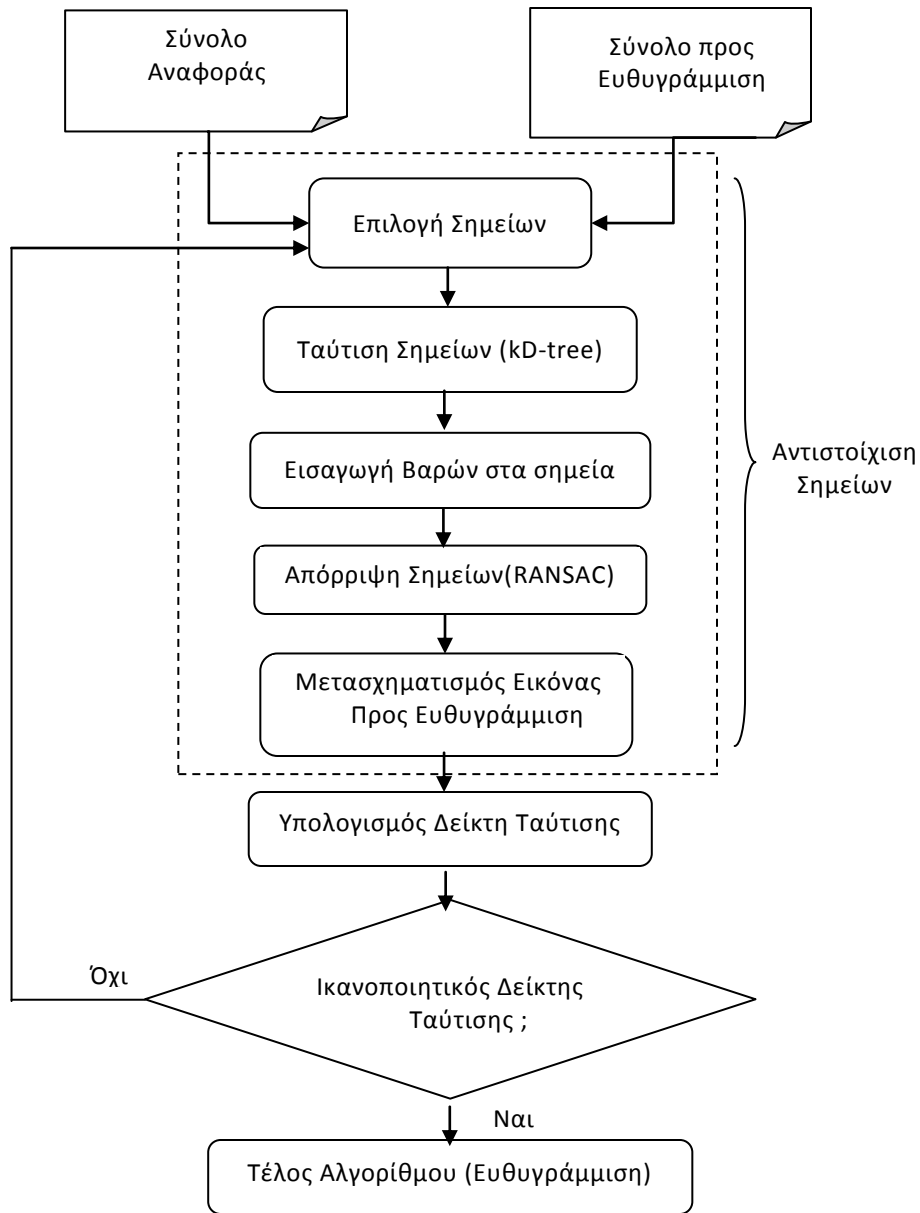 Σύνολο
Αναφοράς
Σύνολο προς
Ευθυγράμμιση
Επιλογή Σημείων
Ταύτιση Σημείων (kD-tree)
Εισαγωγή Βαρών στα σημεία
Απόρριψη Σημείων(RANSAC)
Μετασχηματισμός Εικόνας
Προς Ευθυγράμμιση
Αντιστοίχιση
Σημείων
Υπολογισμός Δείκτη Ταύτισης
Όχι
Ικανοποιητικός Δείκτης
Ταύτισης ;
Ναι
Τέλος Αλγορίθμου (Ευθυγράμμιση)